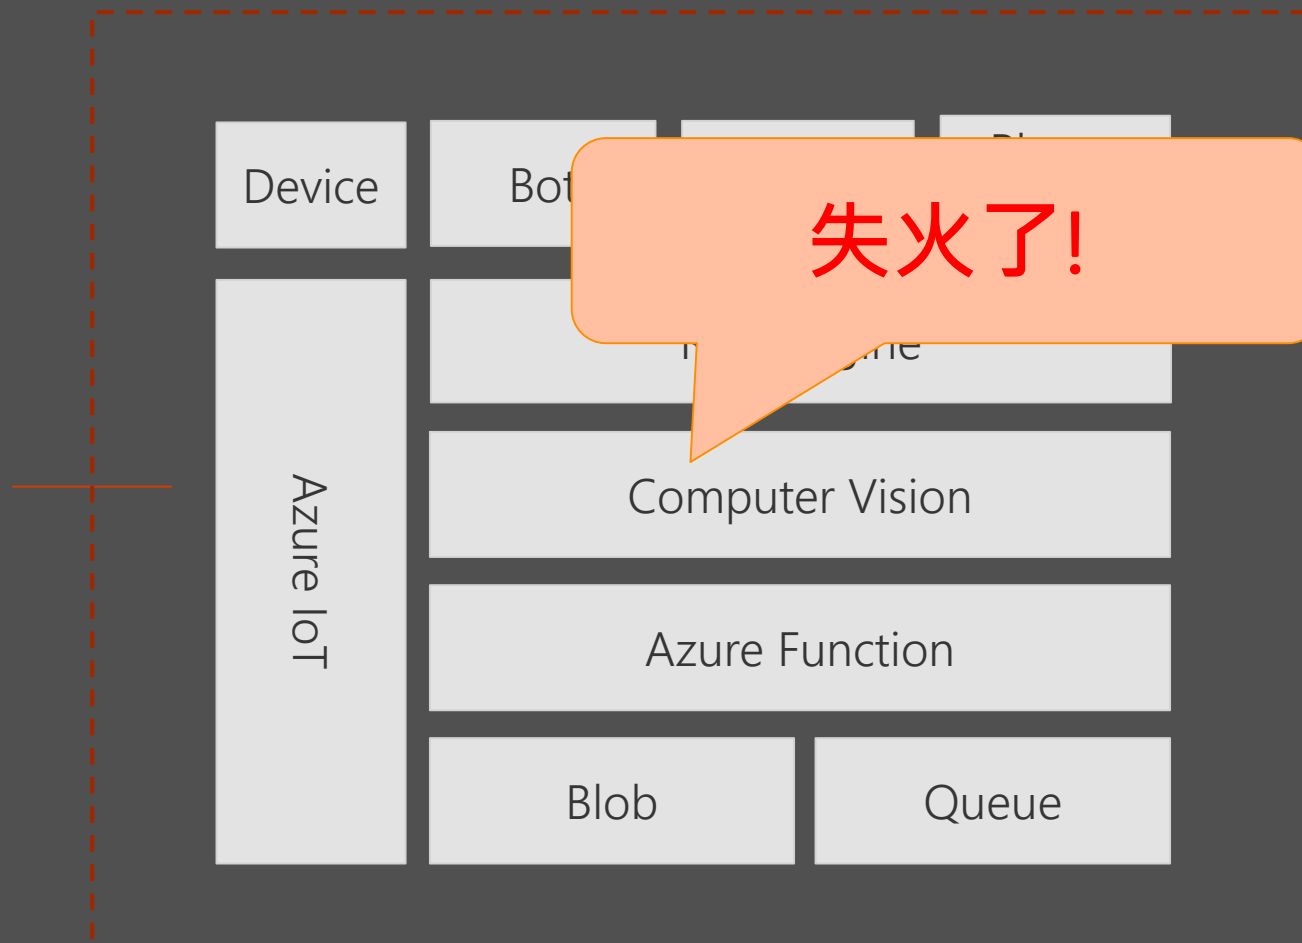 Device
Bot
失火了!
Computer Vision
Azure IoT
Azure Function
Blob
Queue